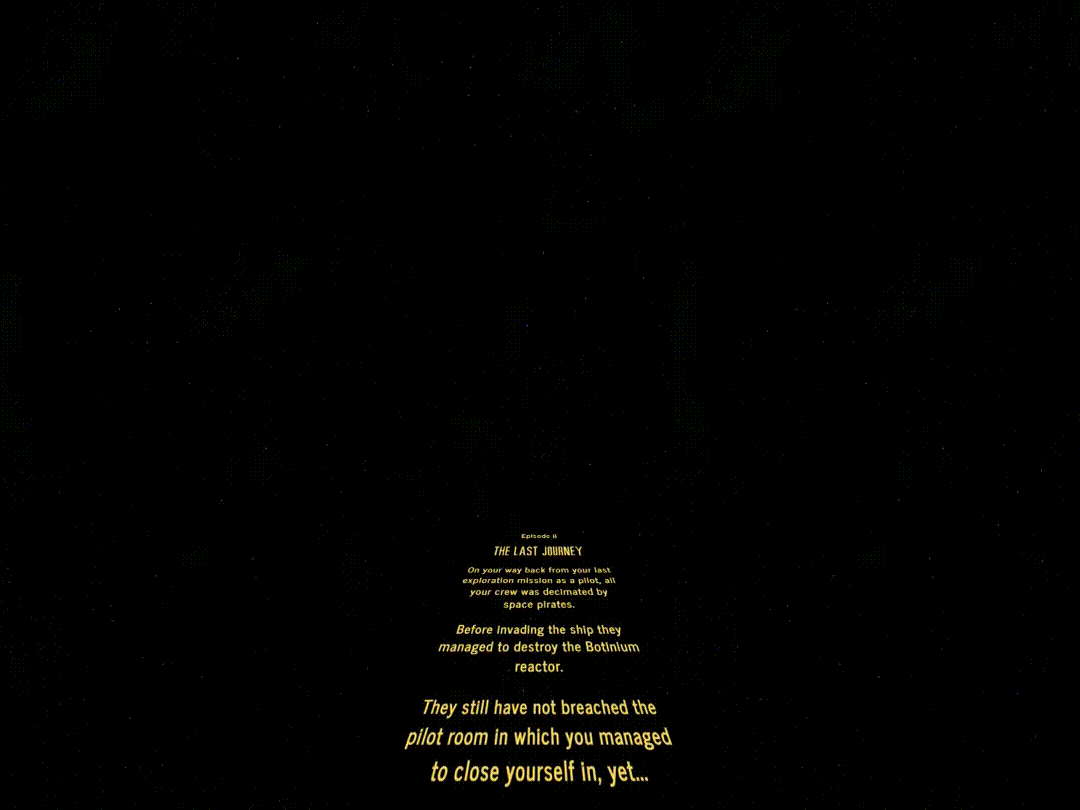 Episode II
THE LAST JOURNEY
On your way back from your last
exploration mission as a pilot, all
your crew was decimated by
space pirates.
Before invading the ship they
managed to destroy the Botinium
reactor.
They still have not breached the
pilot room in which you managed
to close yourself in, yet...